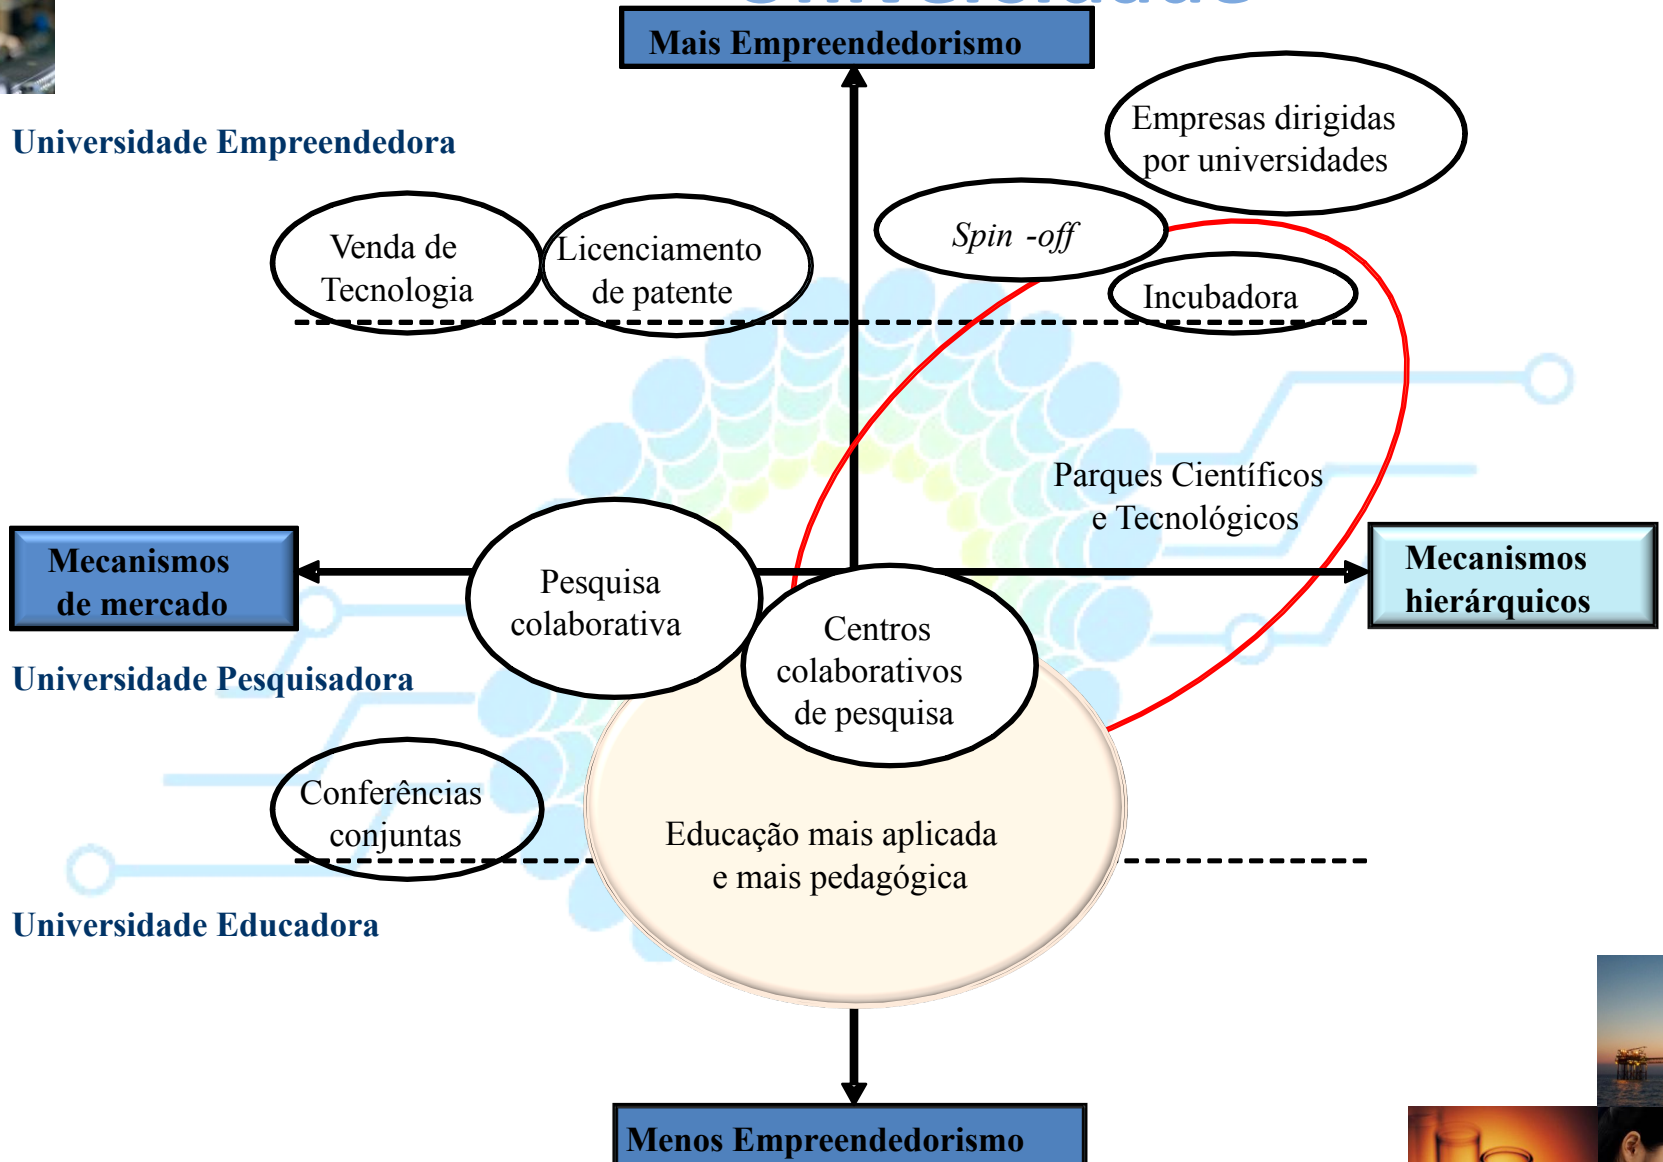 Mais Empreendedorismo
Empresas dirigidas
por universidades
Universidade Empreendedora
Venda de
Tecnologia
Licenciamento
de patente
Spin -off
Incubadora
Parques Científicos
e Tecnológicos
Mecanismos
de mercado
Pesquisa
colaborativa
Mecanismos
hierárquicos
Centros
colaborativos
de pesquisa
Universidade Pesquisadora
Conferências
conjuntas
Educação mais aplicada
e mais pedagógica
Universidade Educadora
Menos Empreendedorismo